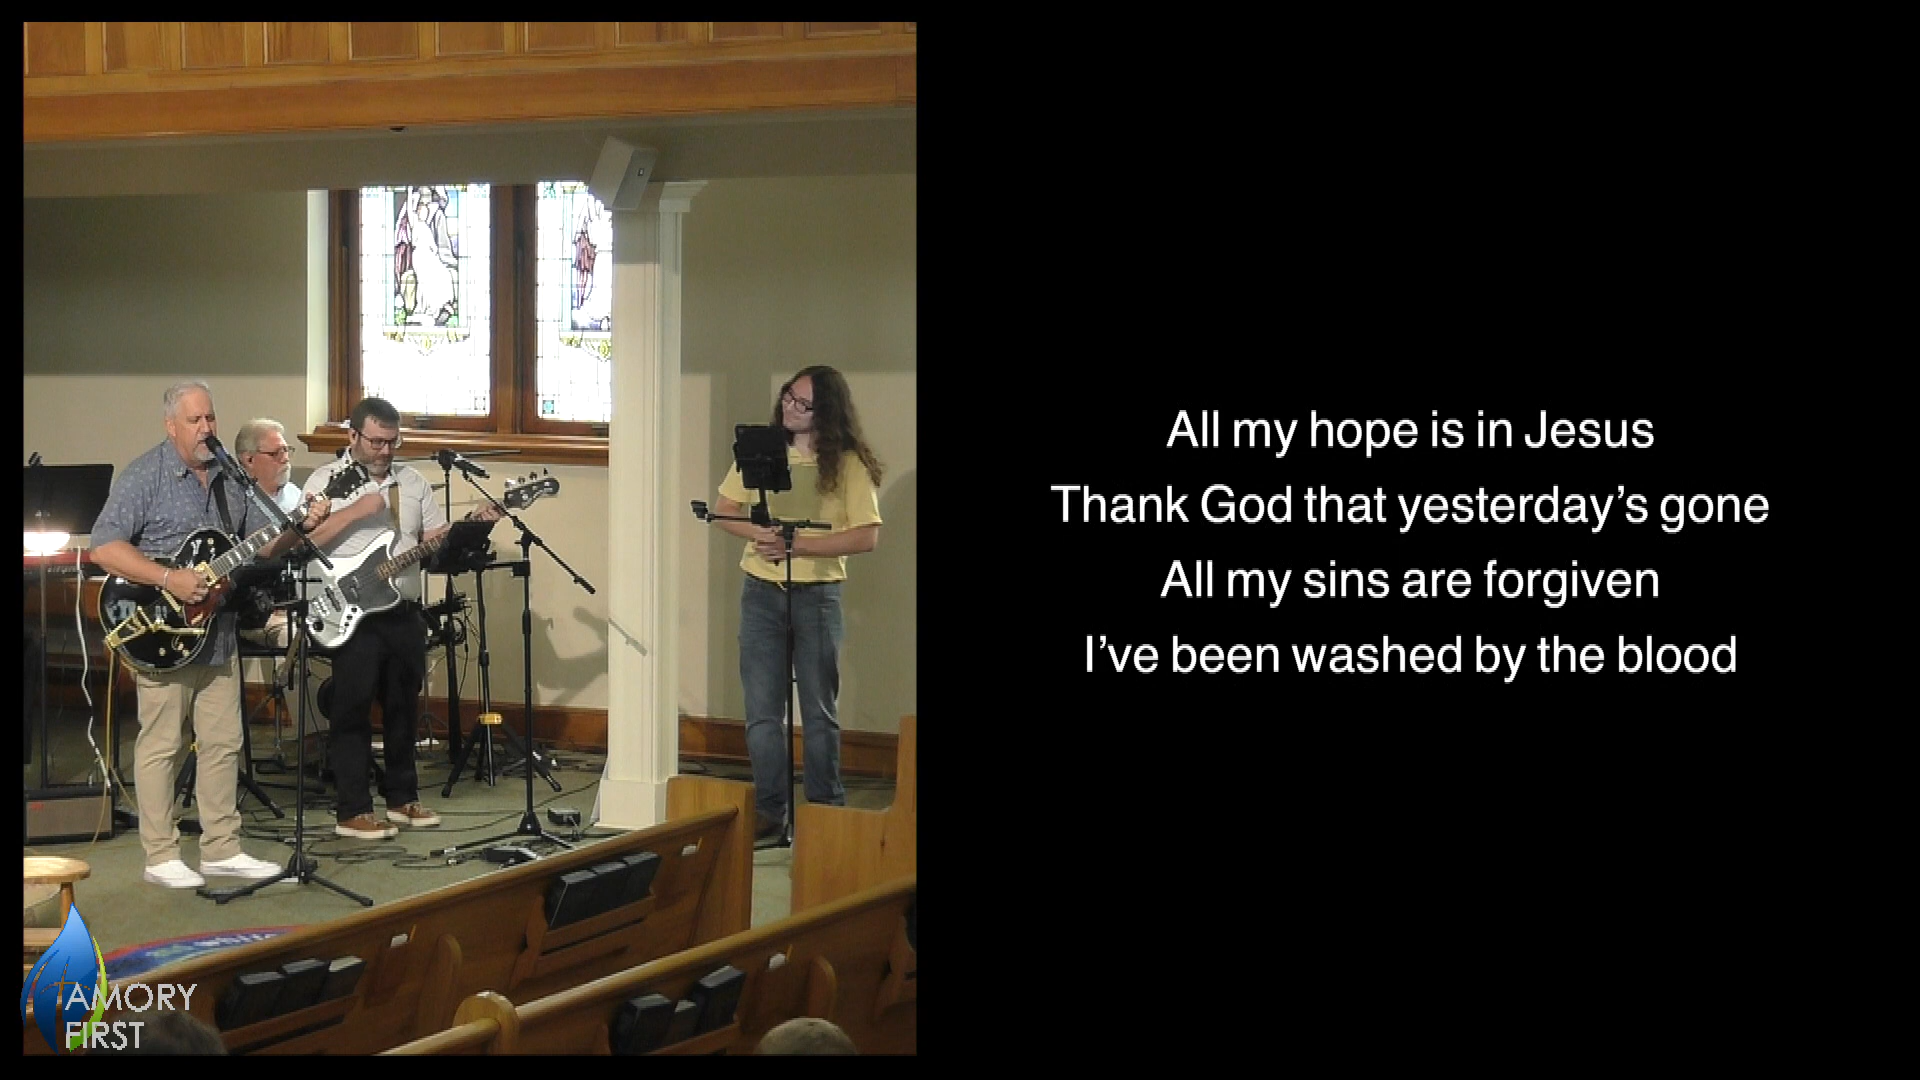 All my hope is in Jesus
Thank God that yesterday's gone
All my sins are forgiven
I've been washed by the blood
AMORY
FIRST